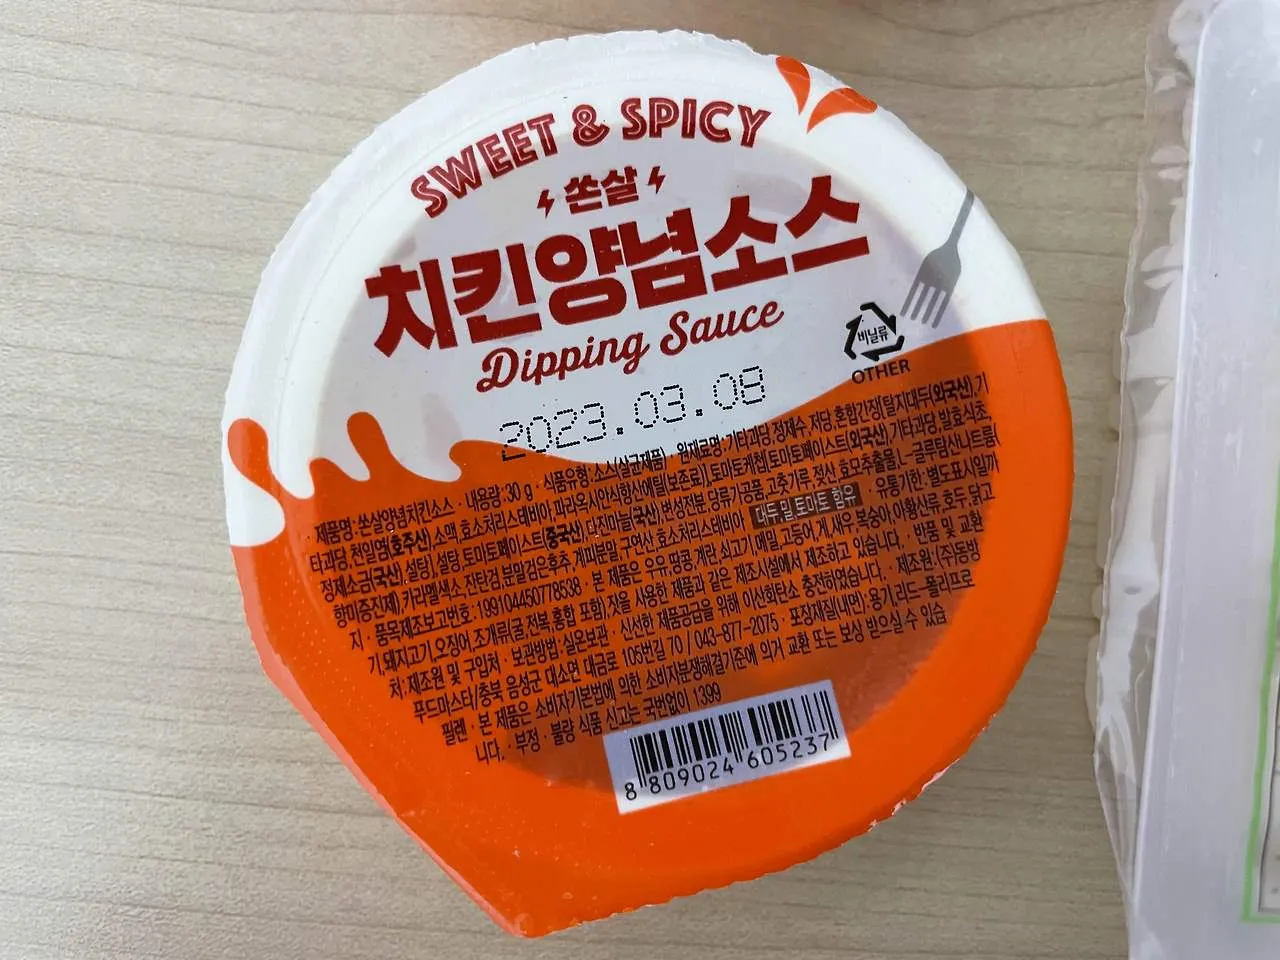 SWEET & SPICY
쏜살
치킨양념소스
Dipping Sauce
비닐류
OTHER
2023.03.08
· 제품명: 쏜살양념치킨소스 · 내용량: 30 g · 식품유형: 소스(살균제품) · 원재료명: 기타과당, 정제수, 저당, 혼합간장[탈지대두(외국산), 기
타과당, 천일염(호주산), 소맥, 효소처리스테비아, 파라옥시안식향산에틸(보존료)], 토마토케첩[토마토페이스트(외국산), 기타과당, 발효식초,
정제소금(국산), 설탕], 설탕, 토마토페이스트(중국산), 다진마늘(국산), 변성전분, 당류가공품, 고추가루, 젖산, 효모추출물, L-글루탐산나트륨(
향미증진제), 카라멜색소, 잔탄검, 분말검은후추, 계피분말, 구연산, 효소처리스테비아 대두, 밀, 토마토 함유 · 유통기한: 별도표시일까
지 · 품목제조보고번호: 199104450778538 · 본 제품은 우유, 땅콩, 계란, 쇠고기, 메밀, 고등어, 게, 새우, 복숭아, 아황산류, 호두, 닭고
기, 돼지고기, 오징어, 조개류(굴, 전복, 홍합 포함), 잣을 사용한 제품과 같은 제조시설에서 제조하고 있습니다. · 반품 및 교환
처: 제조원 및 구입처 · 보관방법: 실온보관 · 신선한 제품공급을 위해 이산화탄소 충전하였습니다. · 제조원: (주)동방
푸드마스타/충북 음성군 대소면 대금로 105번길 70 / 043-877-2075 · 포장재질(내면): 용기,리드-폴리프로
필렌 · 본 제품은 소비자기본법에 의한 소비자분쟁해결기준에 의거 교환 또는 보상 받으실 수 있습
니다. · 부정 · 불량 식품 신고는 국번없이 1399
8 809024 605237